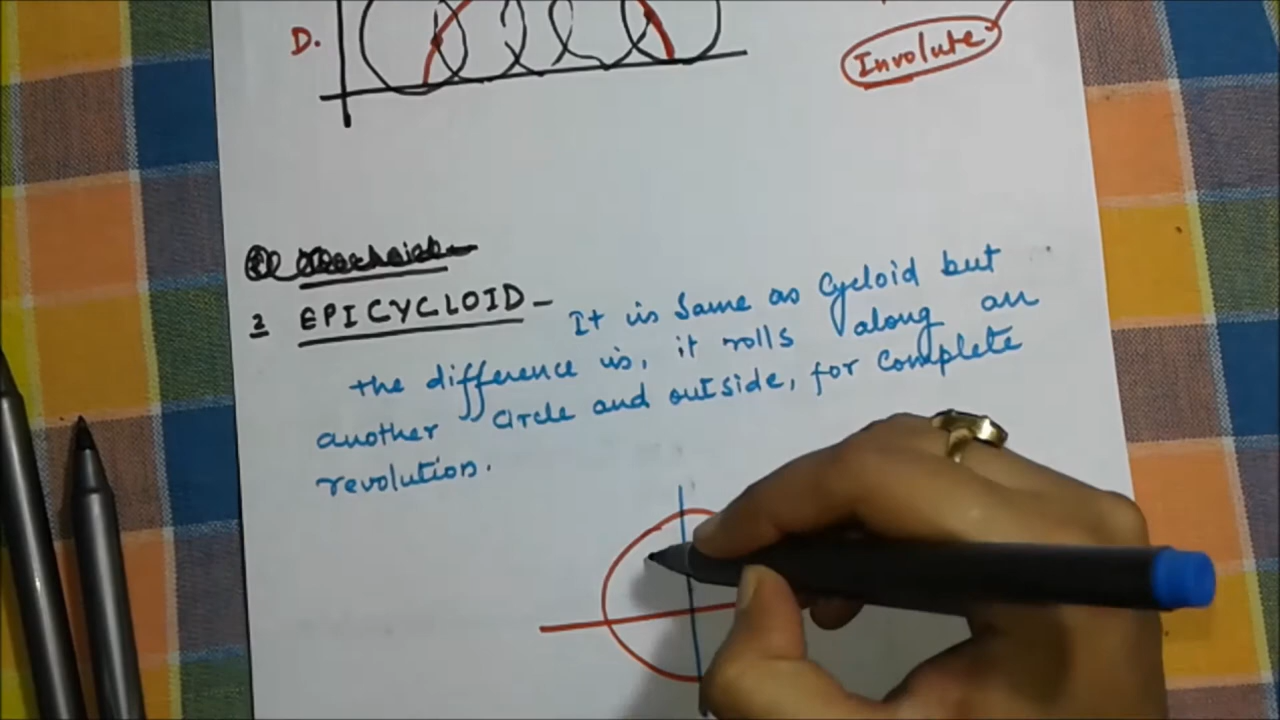 D.
Involute
2 EPICYCLOID - It is same as Cycloid but
the difference is, it rolls along an
another circle and outside, for complete
revolution.